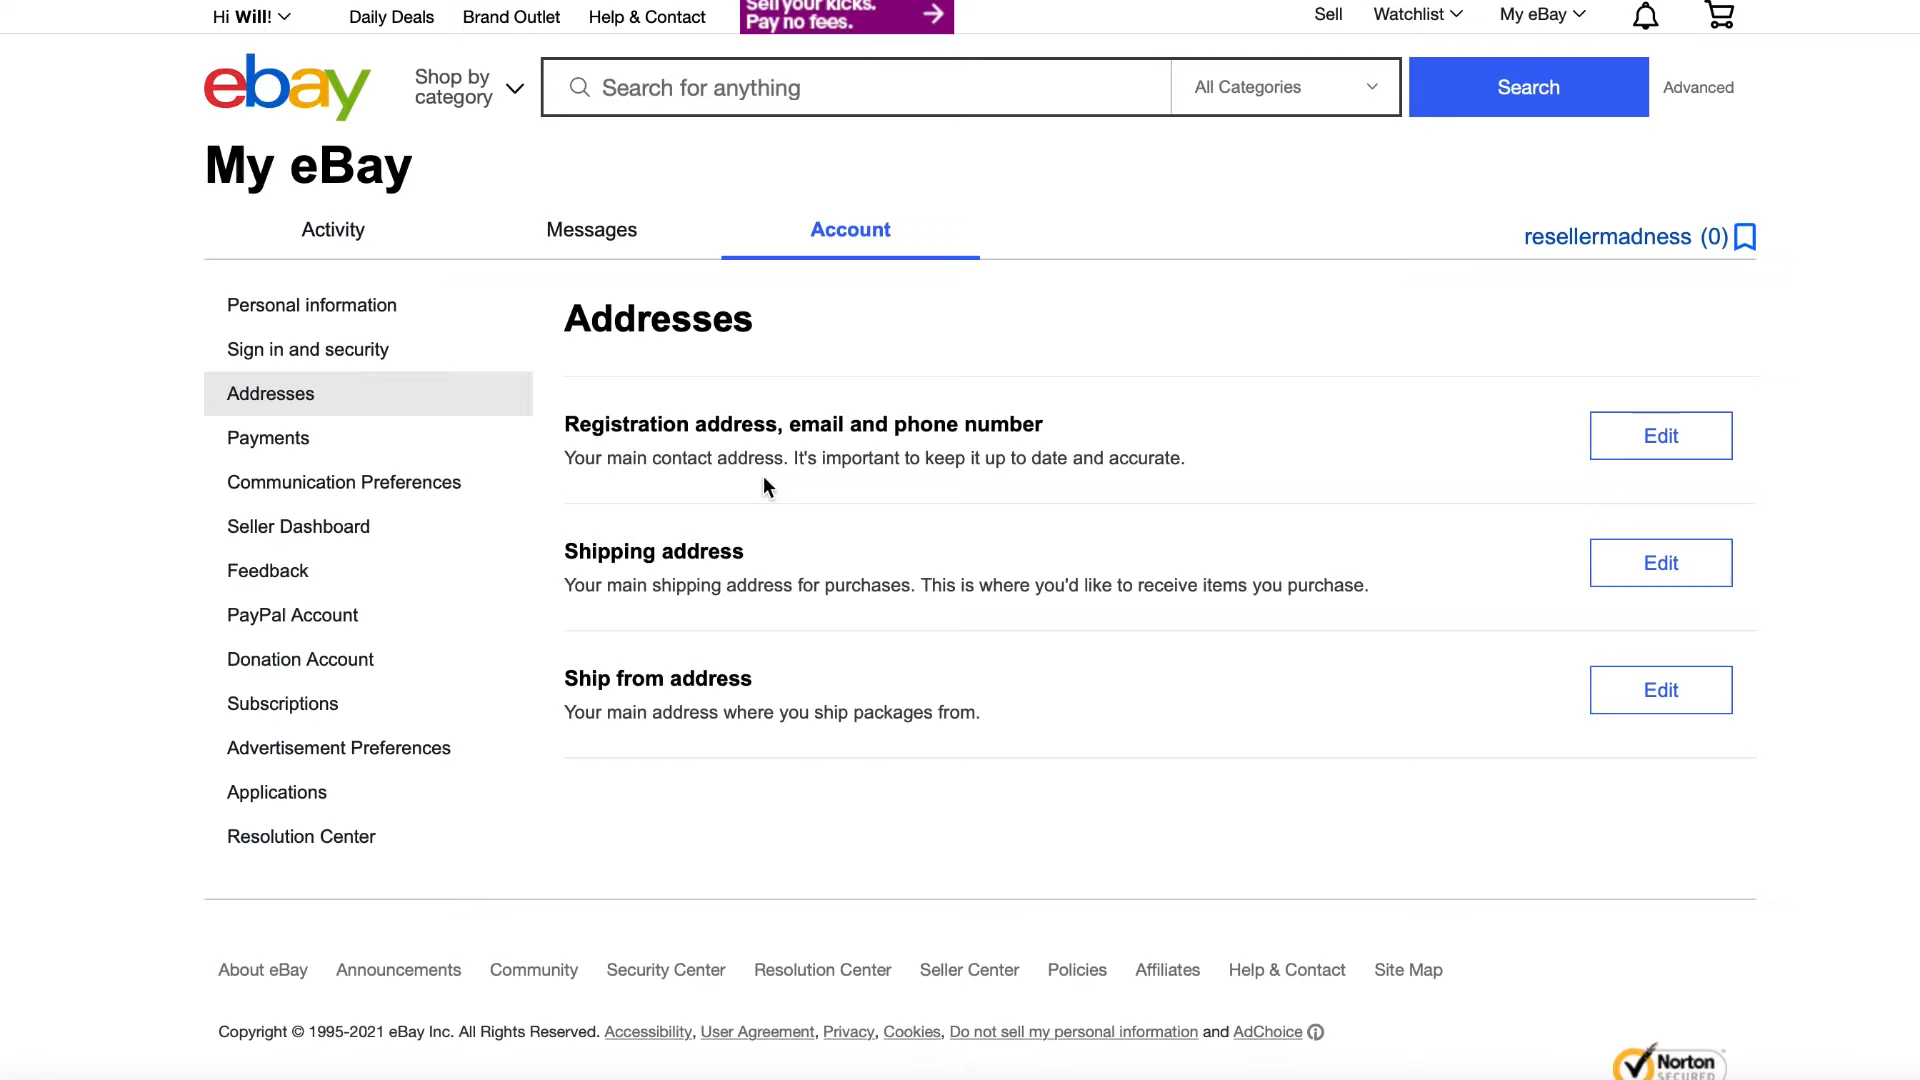 Hi Will!
Daily Deals
Brand Outlet
Help & Contact
Sell your kicks.
Pay no fees.
Sell
Watchlist
My eBay
ebay
Shop by
category
Search for anything
All Categories
Search
Advanced
My eBay
Activity
Messages
Account
resellermadness (0)
Personal information
Sign in and security
Addresses
Payments
Communication Preferences
Seller Dashboard
Feedback
PayPal Account
Donation Account
Subscriptions
Advertisement Preferences
Applications
Resolution Center
Addresses
Registration address, email and phone number
Your main contact address. It's important to keep it up to date and accurate.
Edit
Shipping address
Your main shipping address for purchases. This is where you'd like to receive items you purchase.
Edit
Ship from address
Your main address where you ship packages from.
Edit
About eBay
Announcements
Community
Security Center
Resolution Center
Seller Center
Policies
Affiliates
Help & Contact
Site Map
Copyright © 1995-2021 eBay Inc. All Rights Reserved. Accessibility, User Agreement, Privacy, Cookies, Do not sell my personal information and AdChoice
Norton
SECURED